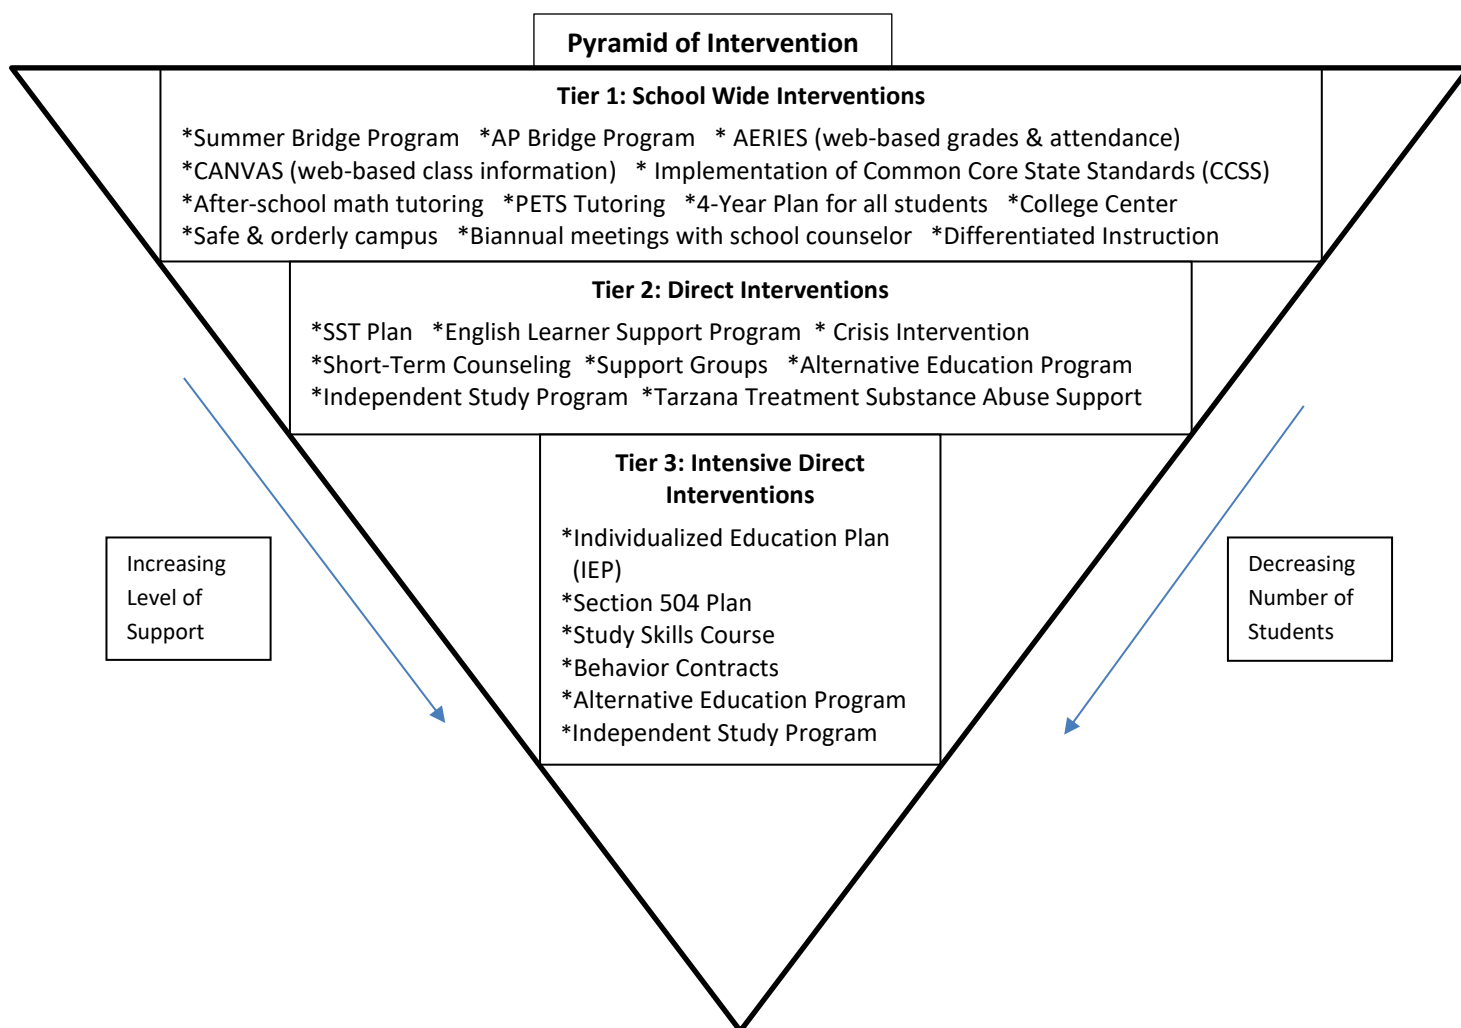 Pyramid of Intervention
Tier 1: School Wide Interventions
*Summer Bridge Program *AP Bridge Program * AERIES (web-based grades & attendance)
*CANVAS (web-based class information) * Implementation of Common Core State Standards (CCSS)
*After-school math tutoring *PETS Tutoring *4-Year Plan for all students *College Center
*Safe & orderly campus *Biannual meetings with school counselor *Differentiated Instruction
Tier 2: Direct Interventions
*SST Plan *English Learner Support Program * Crisis Intervention
*Short-Term Counseling *Support Groups *Alternative Education Program
*Independent Study Program *Tarzana Treatment Substance Abuse Support
Tier 3: Intensive Direct
Interventions
*Individualized Education Plan
(IEP)
*Section 504 Plan
*Study Skills Course
*Behavior Contracts
*Alternative Education Program
*Independent Study Program
Increasing
Level of
Support
Decreasing
Number of
Students